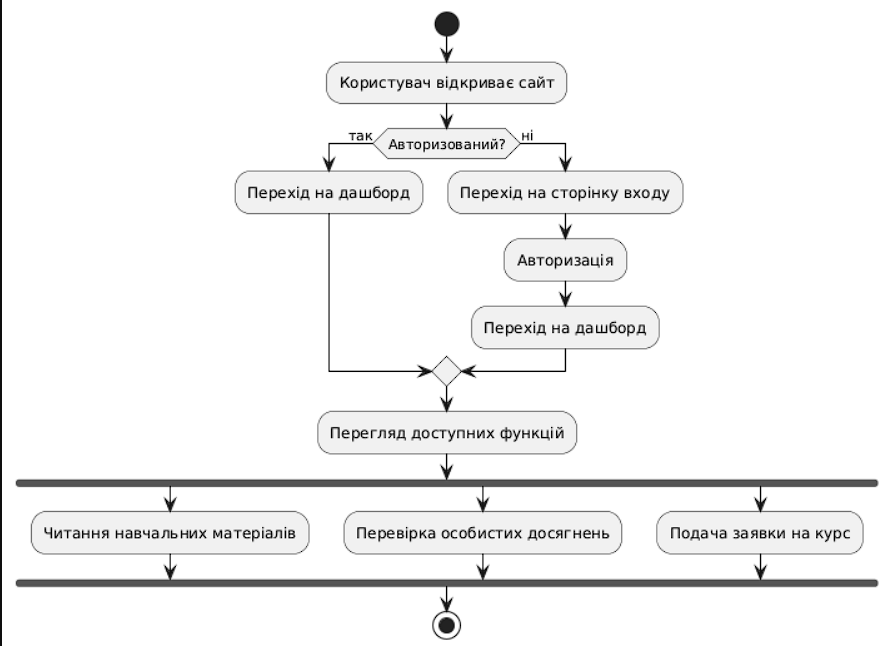 Користувач відкриває сайт
так
Авторизований?
ні
Перехід на дашборд
Перехід на сторінку входу
Авторизація
Перехід на дашборд
Перегляд доступних функцій
Читання навчальних матеріалів
Перевірка особистих досягнень
Подача заявки на курс